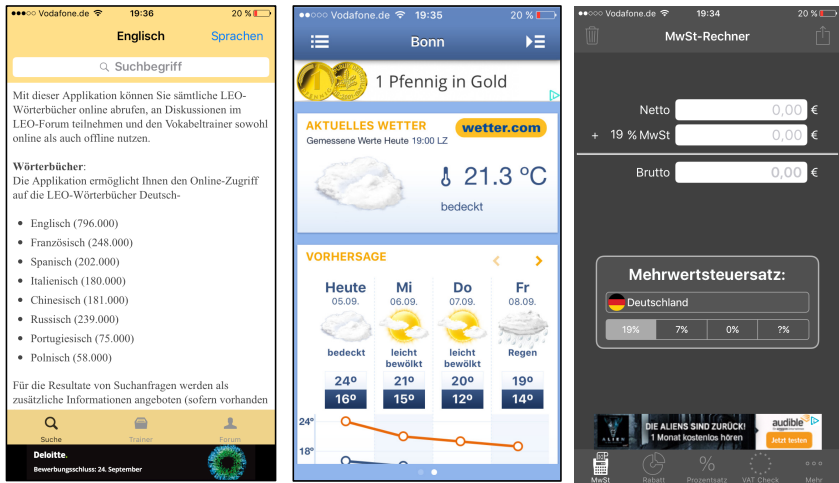 Vodafone.de 19:36 20 %
Englisch Sprachen
Suchbegriff
Mit dieser Applikation können Sie sämtliche LEO-
Wörterbücher online abrufen, an Diskussionen im
LEO-Forum teilnehmen und den Vokabeltrainer sowohl
online als auch offline nutzen.
Wörterbücher:
Die Applikation ermöglicht Ihnen den Online-Zugriff
auf die LEO-Wörterbücher Deutsch-
• Englisch (796.000)
• Französisch (248.000)
• Spanisch (202.000)
• Italienisch (180.000)
• Chinesisch (181.000)
• Russisch (239.000)
• Portugiesisch (75.000)
• Polnisch (58.000)
Für die Resultate von Suchanfragen werden als
zusätzliche Informationen angeboten (sofern vorhanden
Suche Trainer Forum
Deloitte.
Bewerbungsschluss: 24. September
Vodafone.de 19:35 20 %
Bonn
1 Pfennig in Gold
AKTUELLES WETTER
wetter.com
Gemessene Werte Heute 19:00 LZ
21.3 °C
bedeckt
VORHERSAGE
Heute Mi Do Fr
05.09. 06.09. 07.09. 08.09.
bedeckt leicht bewölkt leicht bewölkt Regen
24° 21° 20° 19°
16° 15° 12° 14°
24°
18°
Vodafone.de 19:34 20 %
MwSt-Rechner
Netto 0,00 €
+ 19 % MwSt 0,00 €
Brutto 0,00 €
Mehrwertsteuersatz:
Deutschland
19% 7% 0% ?%
ALIEN
DIE ALIENS SIND ZURÜCK!
1 Monat kostenlos hören
audible
Jetzt testen
MwSt Rabatt Prozentsatz VAT Check Mehr